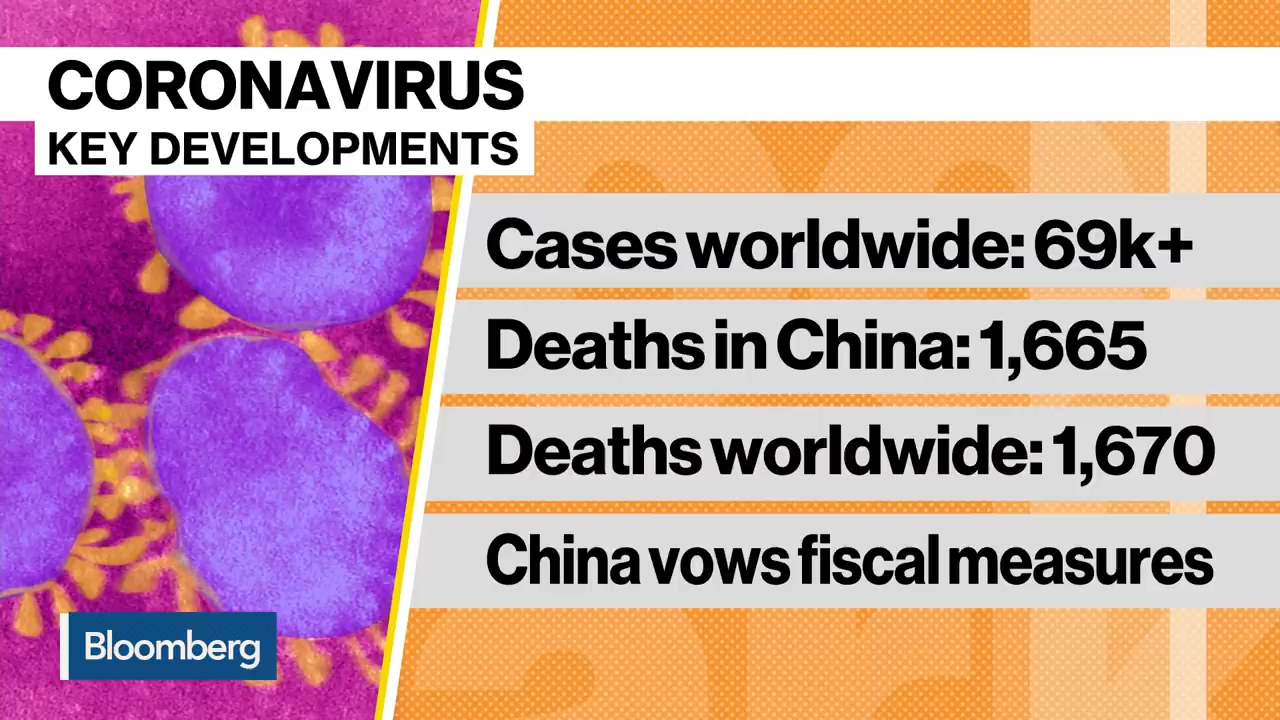 CORONAVIRUS
KEY DEVELOPMENTS
Cases worldwide: 69k+
Deaths in China: 1,665
Deaths worldwide: 1,670
China vows fiscal measures
Bloomberg